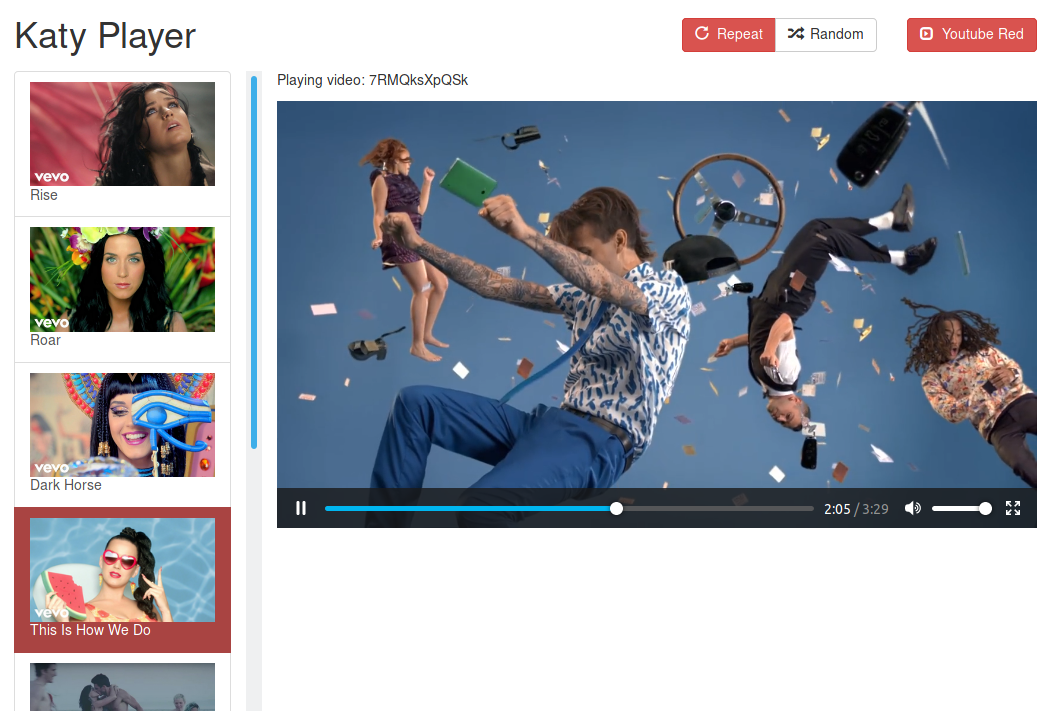 Katy Player
Repeat
Random
Youtube Red
Playing video: 7RMQksXpQSk
vevo
Rise
vevo
Roar
vevo
Dark Horse
vevo
This Is How We Do
2:05 / 3:29